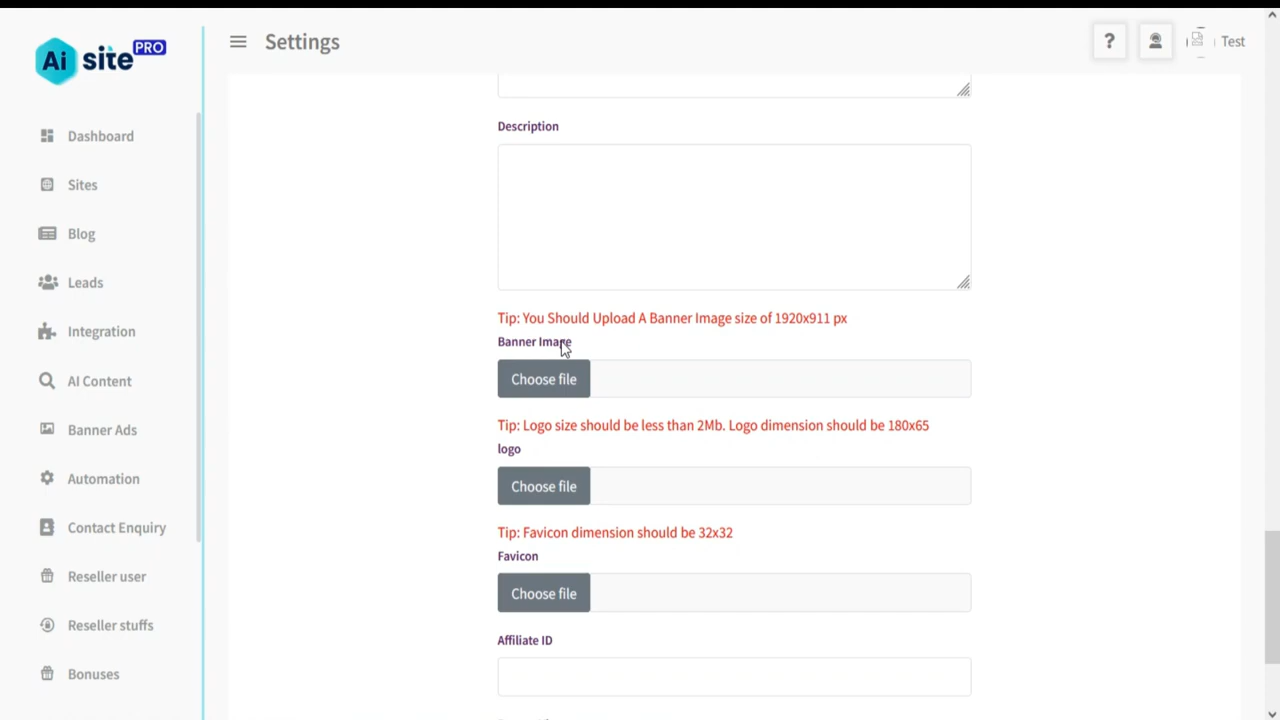 Ai site PRO
Settings
?
Test
Dashboard
Sites
Blog
Leads
Integration
AI Content
Banner Ads
Automation
Contact Enquiry
Reseller user
Reseller stuffs
Bonuses
Description
Tip: You Should Upload A Banner Image size of 1920x911 px
Banner Image
Choose file
Tip: Logo size should be less than 2Mb. Logo dimension should be 180x65
logo
Choose file
Tip: Favicon dimension should be 32x32
Favicon
Choose file
Affiliate ID